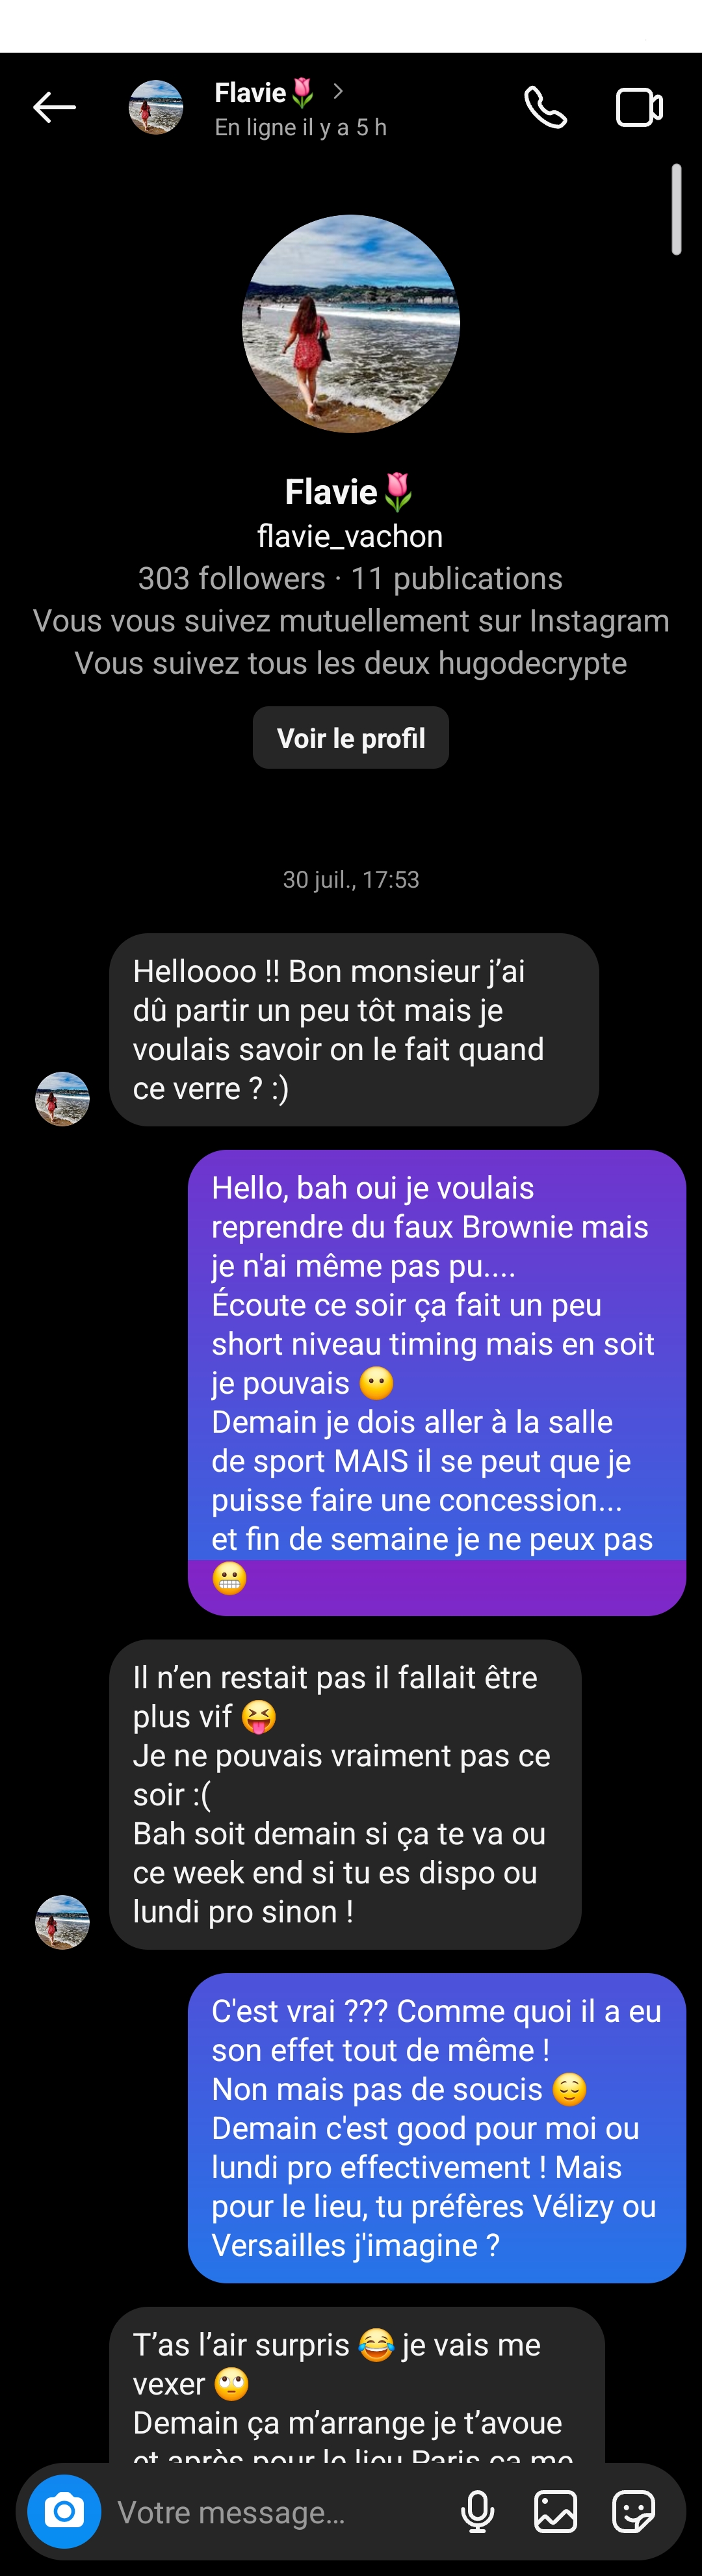 Flavie🌷
En ligne il y a 5 h
Flavie🌷
flavie_vachon
303 followers · 11 publications
Vous vous suivez mutuellement sur Instagram
Vous suivez tous les deux hugodecrypte
Voir le profil
30 juil., 17:53
Helloooo !! Bon monsieur j’ai
dû partir un peu tôt mais je
voulais savoir on le fait quand
ce verre ? :)
Hello, bah oui je voulais
reprendre du faux Brownie mais
je n'ai même pas pu....
Écoute ce soir ça fait un peu
short niveau timing mais en soit
je pouvais 😶
Demain je dois aller à la salle
de sport MAIS il se peut que je
puisse faire une concession...
et fin de semaine je ne peux pas
😬
Il n’en restait pas il fallait être
plus vif 😝
Je ne pouvais vraiment pas ce
soir :(
Bah soit demain si ça te va ou
ce week end si tu es dispo ou
lundi pro sinon !
C'est vrai ??? Comme quoi il a eu
son effet tout de même !
Non mais pas de soucis 😌
Demain c'est good pour moi ou
lundi pro effectivement ! Mais
pour le lieu, tu préfères Vélizy ou
Versailles j'imagine ?
T’as l’air surpris 😂 je vais me
vexer 🙄
Demain ça m’arrange je t’avoue
et après pour le lieu Paris ça me
Votre message...